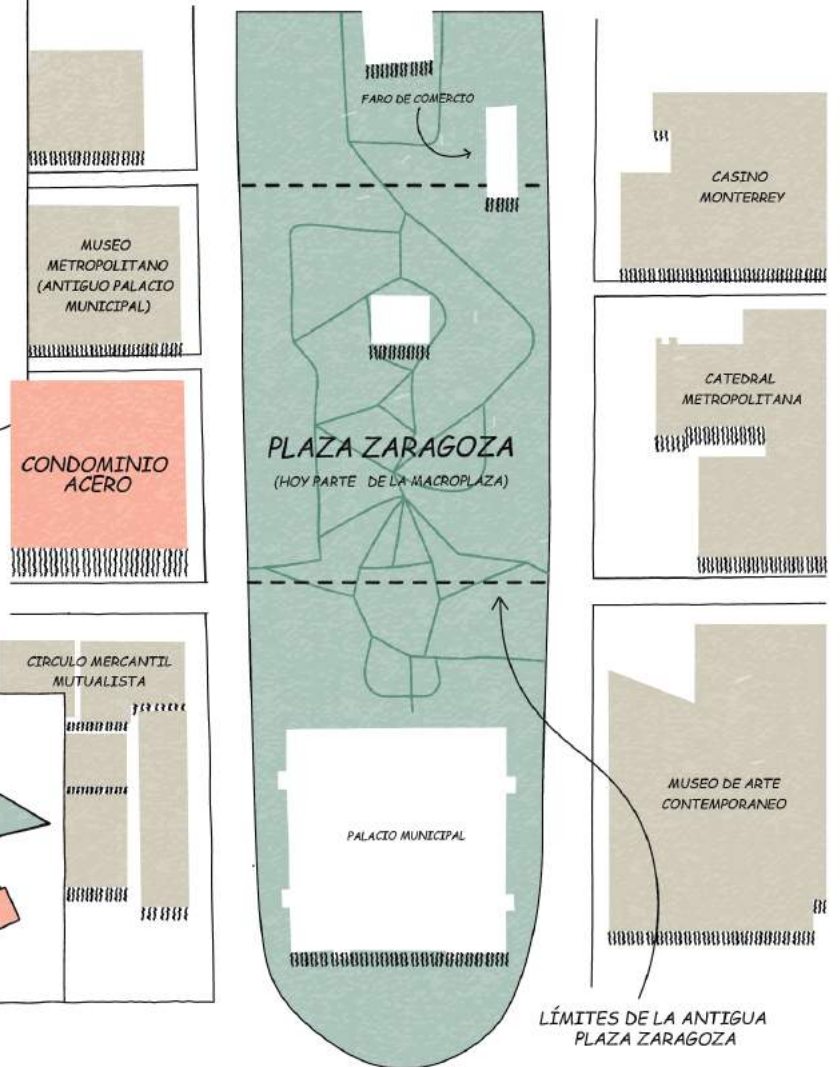 FARO DE COMERCIO
CASINO
MONTERREY
MUSEO
METROPOLITANO
(ANTIGUO PALACIO
MUNICIPAL)
CATEDRAL
METROPOLITANA
CONDOMINIO
ACERO
PLAZA ZARAGOZA
(HOY PARTE DE LA MACROPLAZA)
CIRCULO MERCANTIL
MUTUALISTA
MUSEO DE ARTE
CONTEMPORANEO
PALACIO MUNICIPAL
LÍMITES DE LA ANTIGUA
PLAZA ZARAGOZA